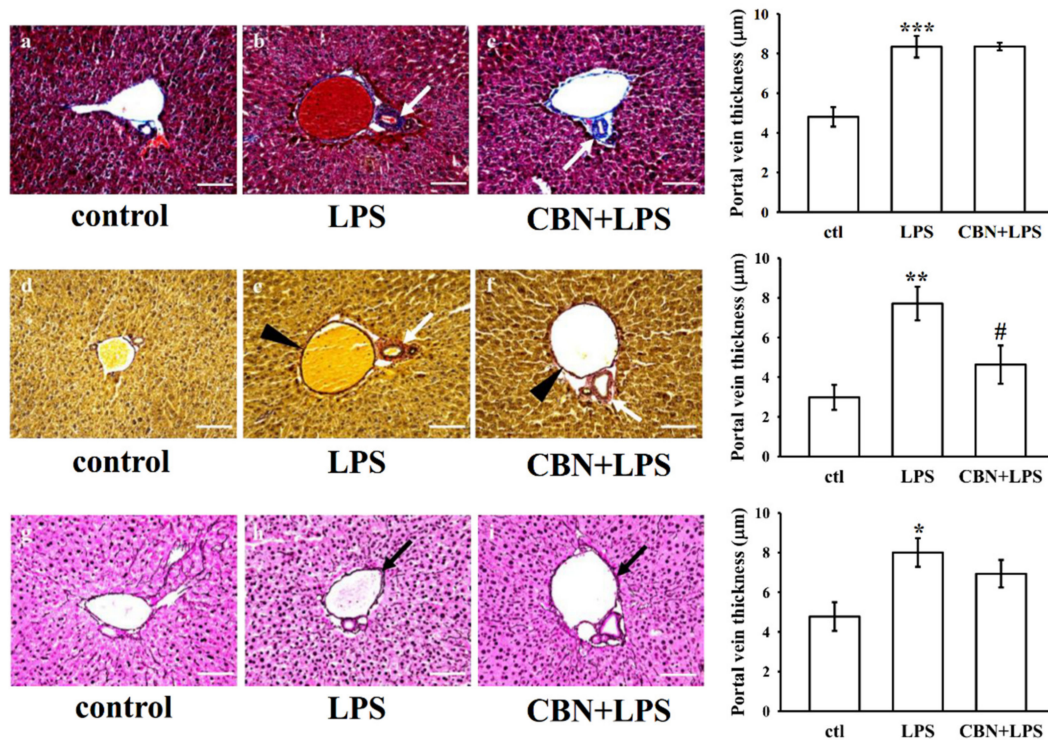 a b c
control LPS CBN+LPS
Portal vein thickness (μm)
10
8
6
4
2
0
***
ctl LPS CBN+LPS
d e f
control LPS CBN+LPS
Portal vein thickness (μm)
10
8
6
4
2
0
**
#
ctl LPS CBN+LPS
g h i
control LPS CBN+LPS
Portal vein thickness (μm)
10
8
6
4
2
0
*
ctl LPS CBN+LPS